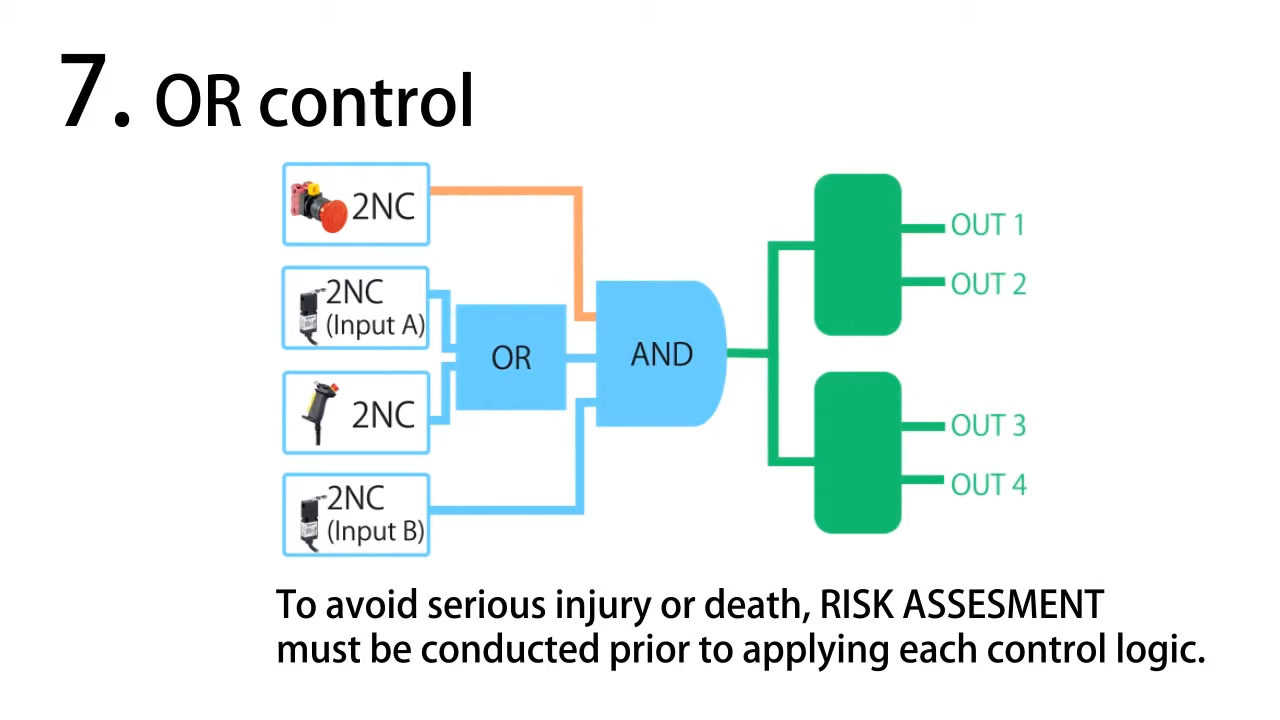 7. OR control
2NC
2NC
(Input A)
2NC
2NC
(Input B)
OR
AND
OUT 1
OUT 2
OUT 3
OUT 4
To avoid serious injury or death, RISK ASSESMENT
must be conducted prior to applying each control logic.